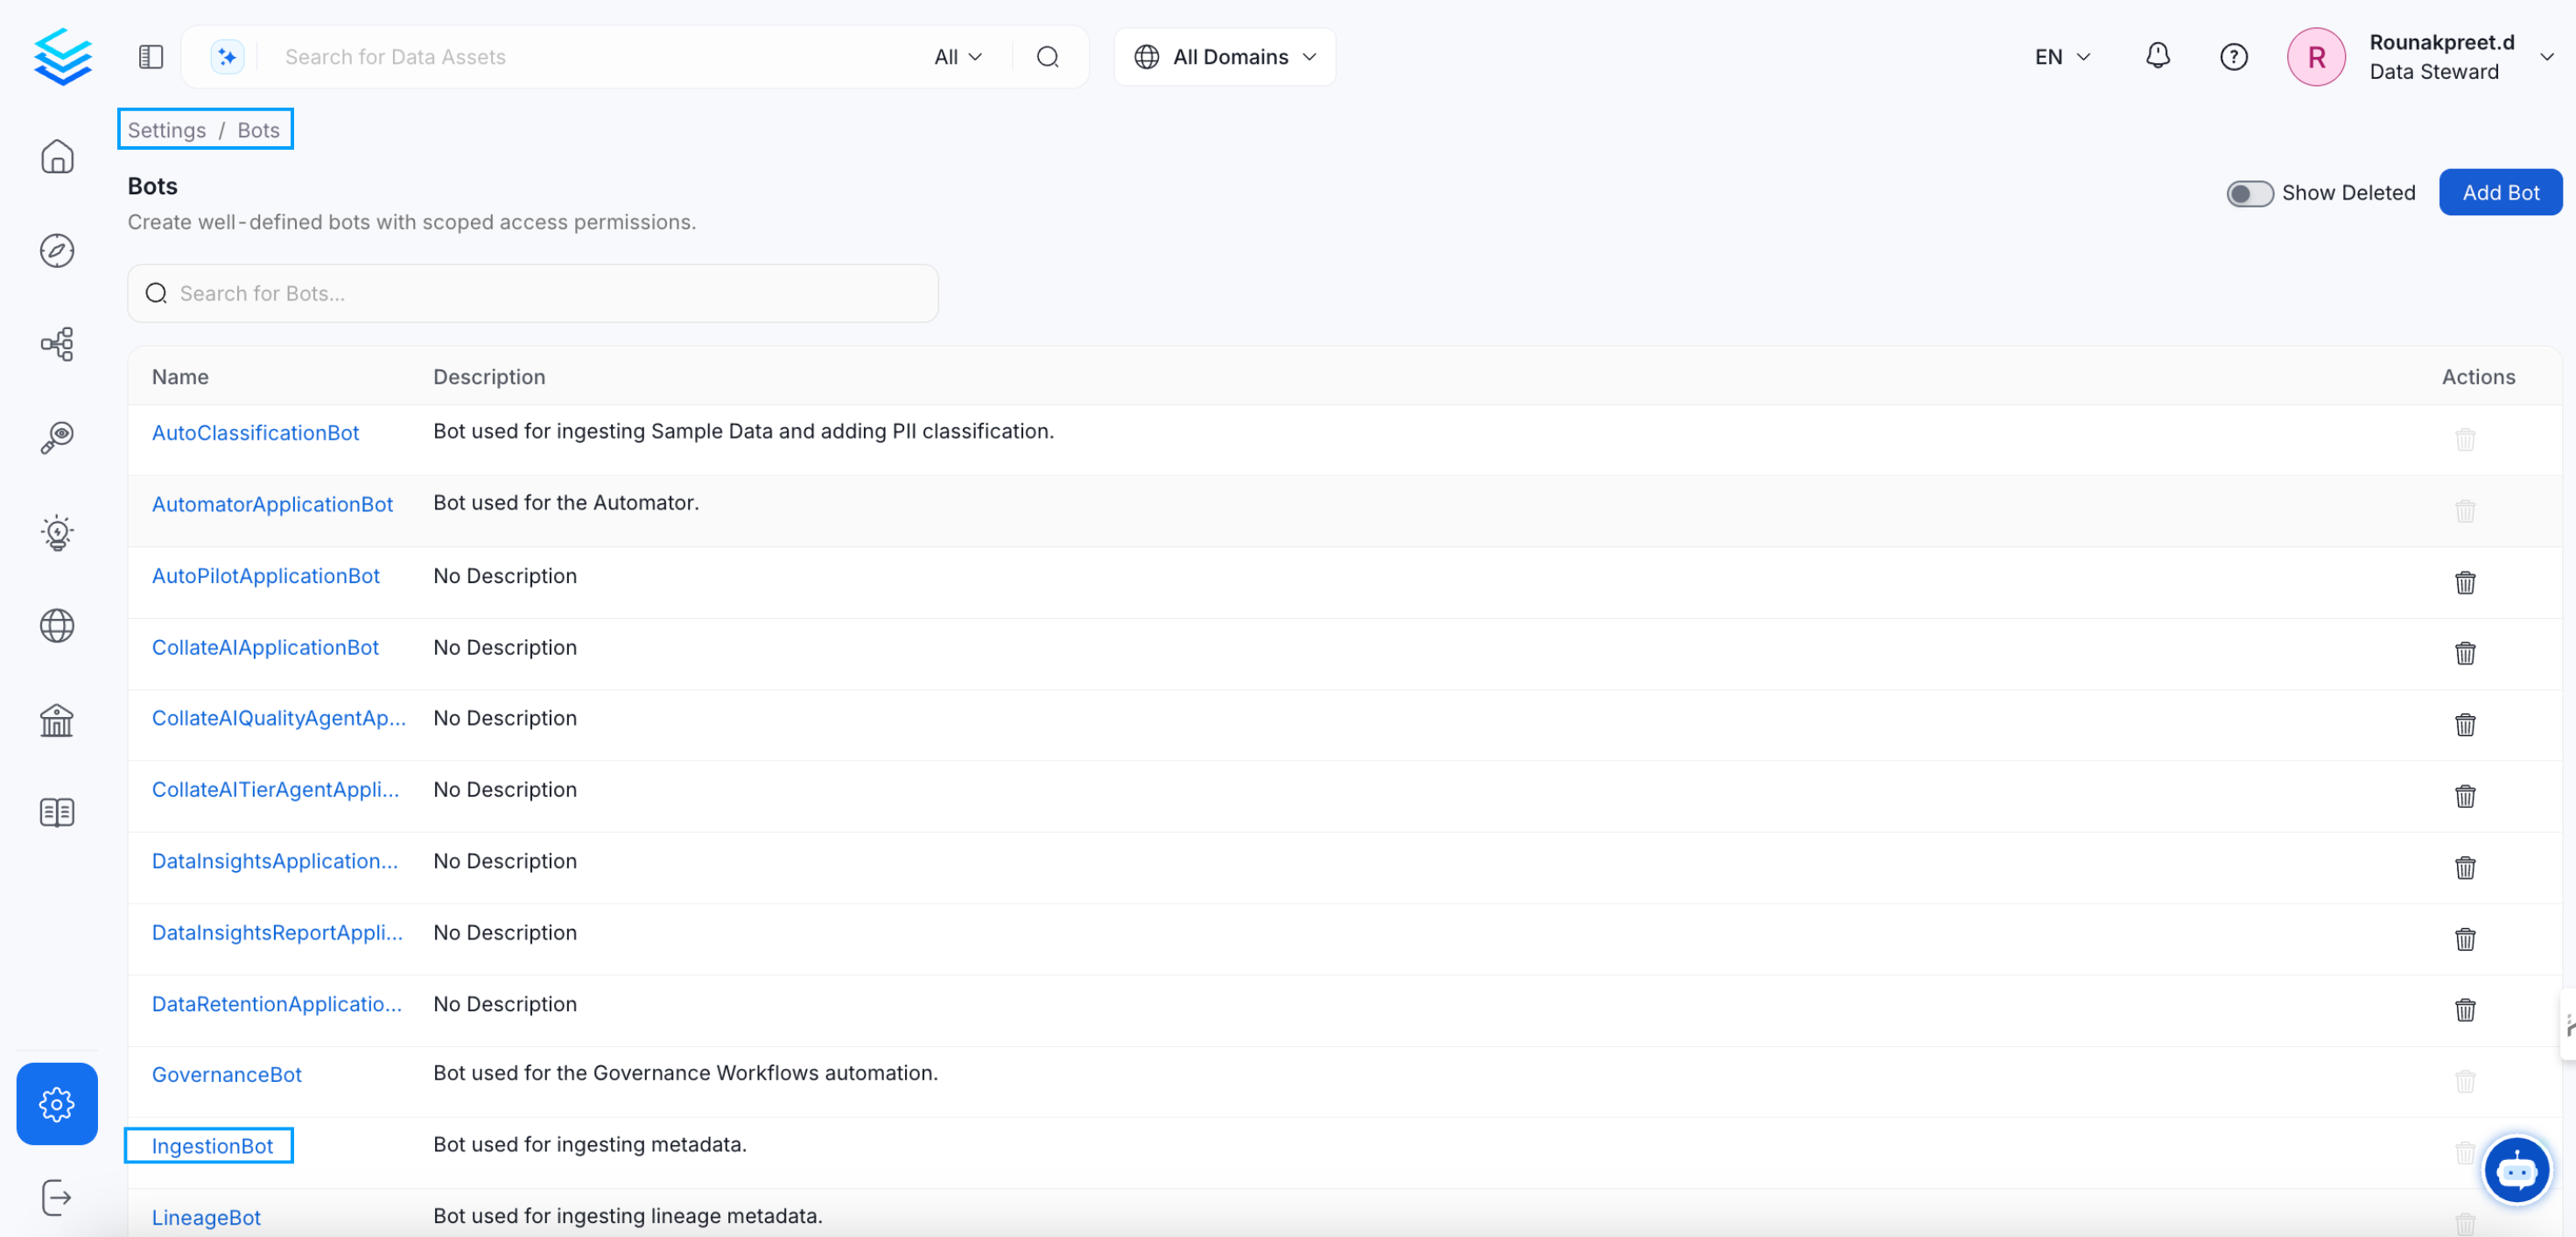 Search for Data Assets
All
All Domains
EN
R
Rounakpreet.d
Data Steward
Settings / Bots
Bots
Create well-defined bots with scoped access permissions.
Show Deleted
Add Bot
Search for Bots...
Name Description Actions
AutoClassificationBot Bot used for ingesting Sample Data and adding PII classification.
AutomatorApplicationBot Bot used for the Automator.
AutoPilotApplicationBot No Description
CollateAIApplicationBot No Description
CollateAIQualityAgentAp... No Description
CollateAITierAgentAppli... No Description
DataInsightsApplication... No Description
DataInsightsReportAppli... No Description
DataRetentionApplicatio... No Description
GovernanceBot Bot used for the Governance Workflows automation.
IngestionBot Bot used for ingesting metadata.
LineageBot Bot used for ingesting lineage metadata.